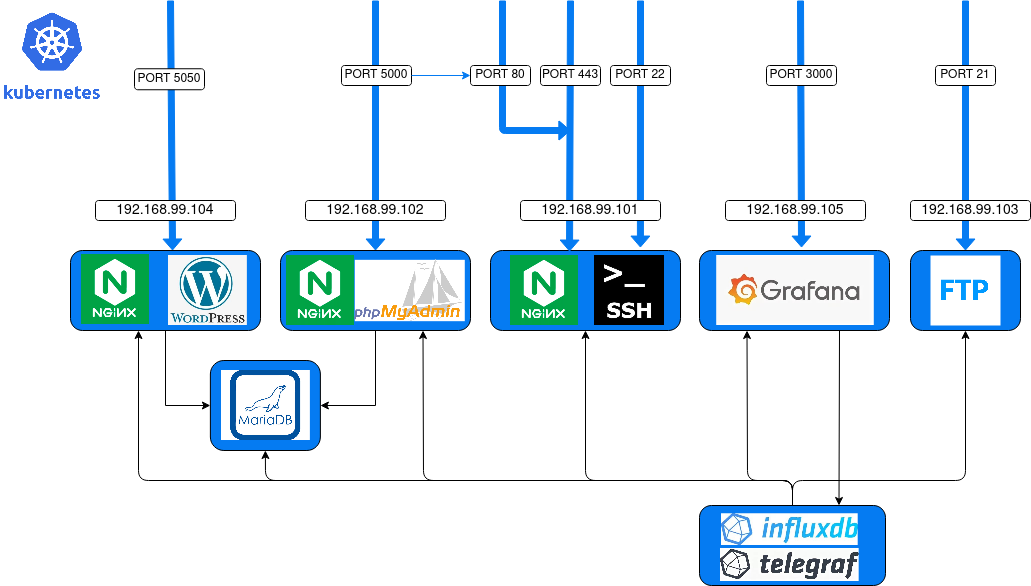 kubernetes
PORT 5050
PORT 5000
PORT 80
PORT 443
PORT 22
PORT 3000
PORT 21
192.168.99.104
192.168.99.102
192.168.99.101
192.168.99.105
192.168.99.103
N
NGiNX
W
WORDPRESS
N
NGiNX
phpMyAdmin
N
NGiNX
>_
SSH
Grafana
FTP
MariaDB
influxdb
telegraf